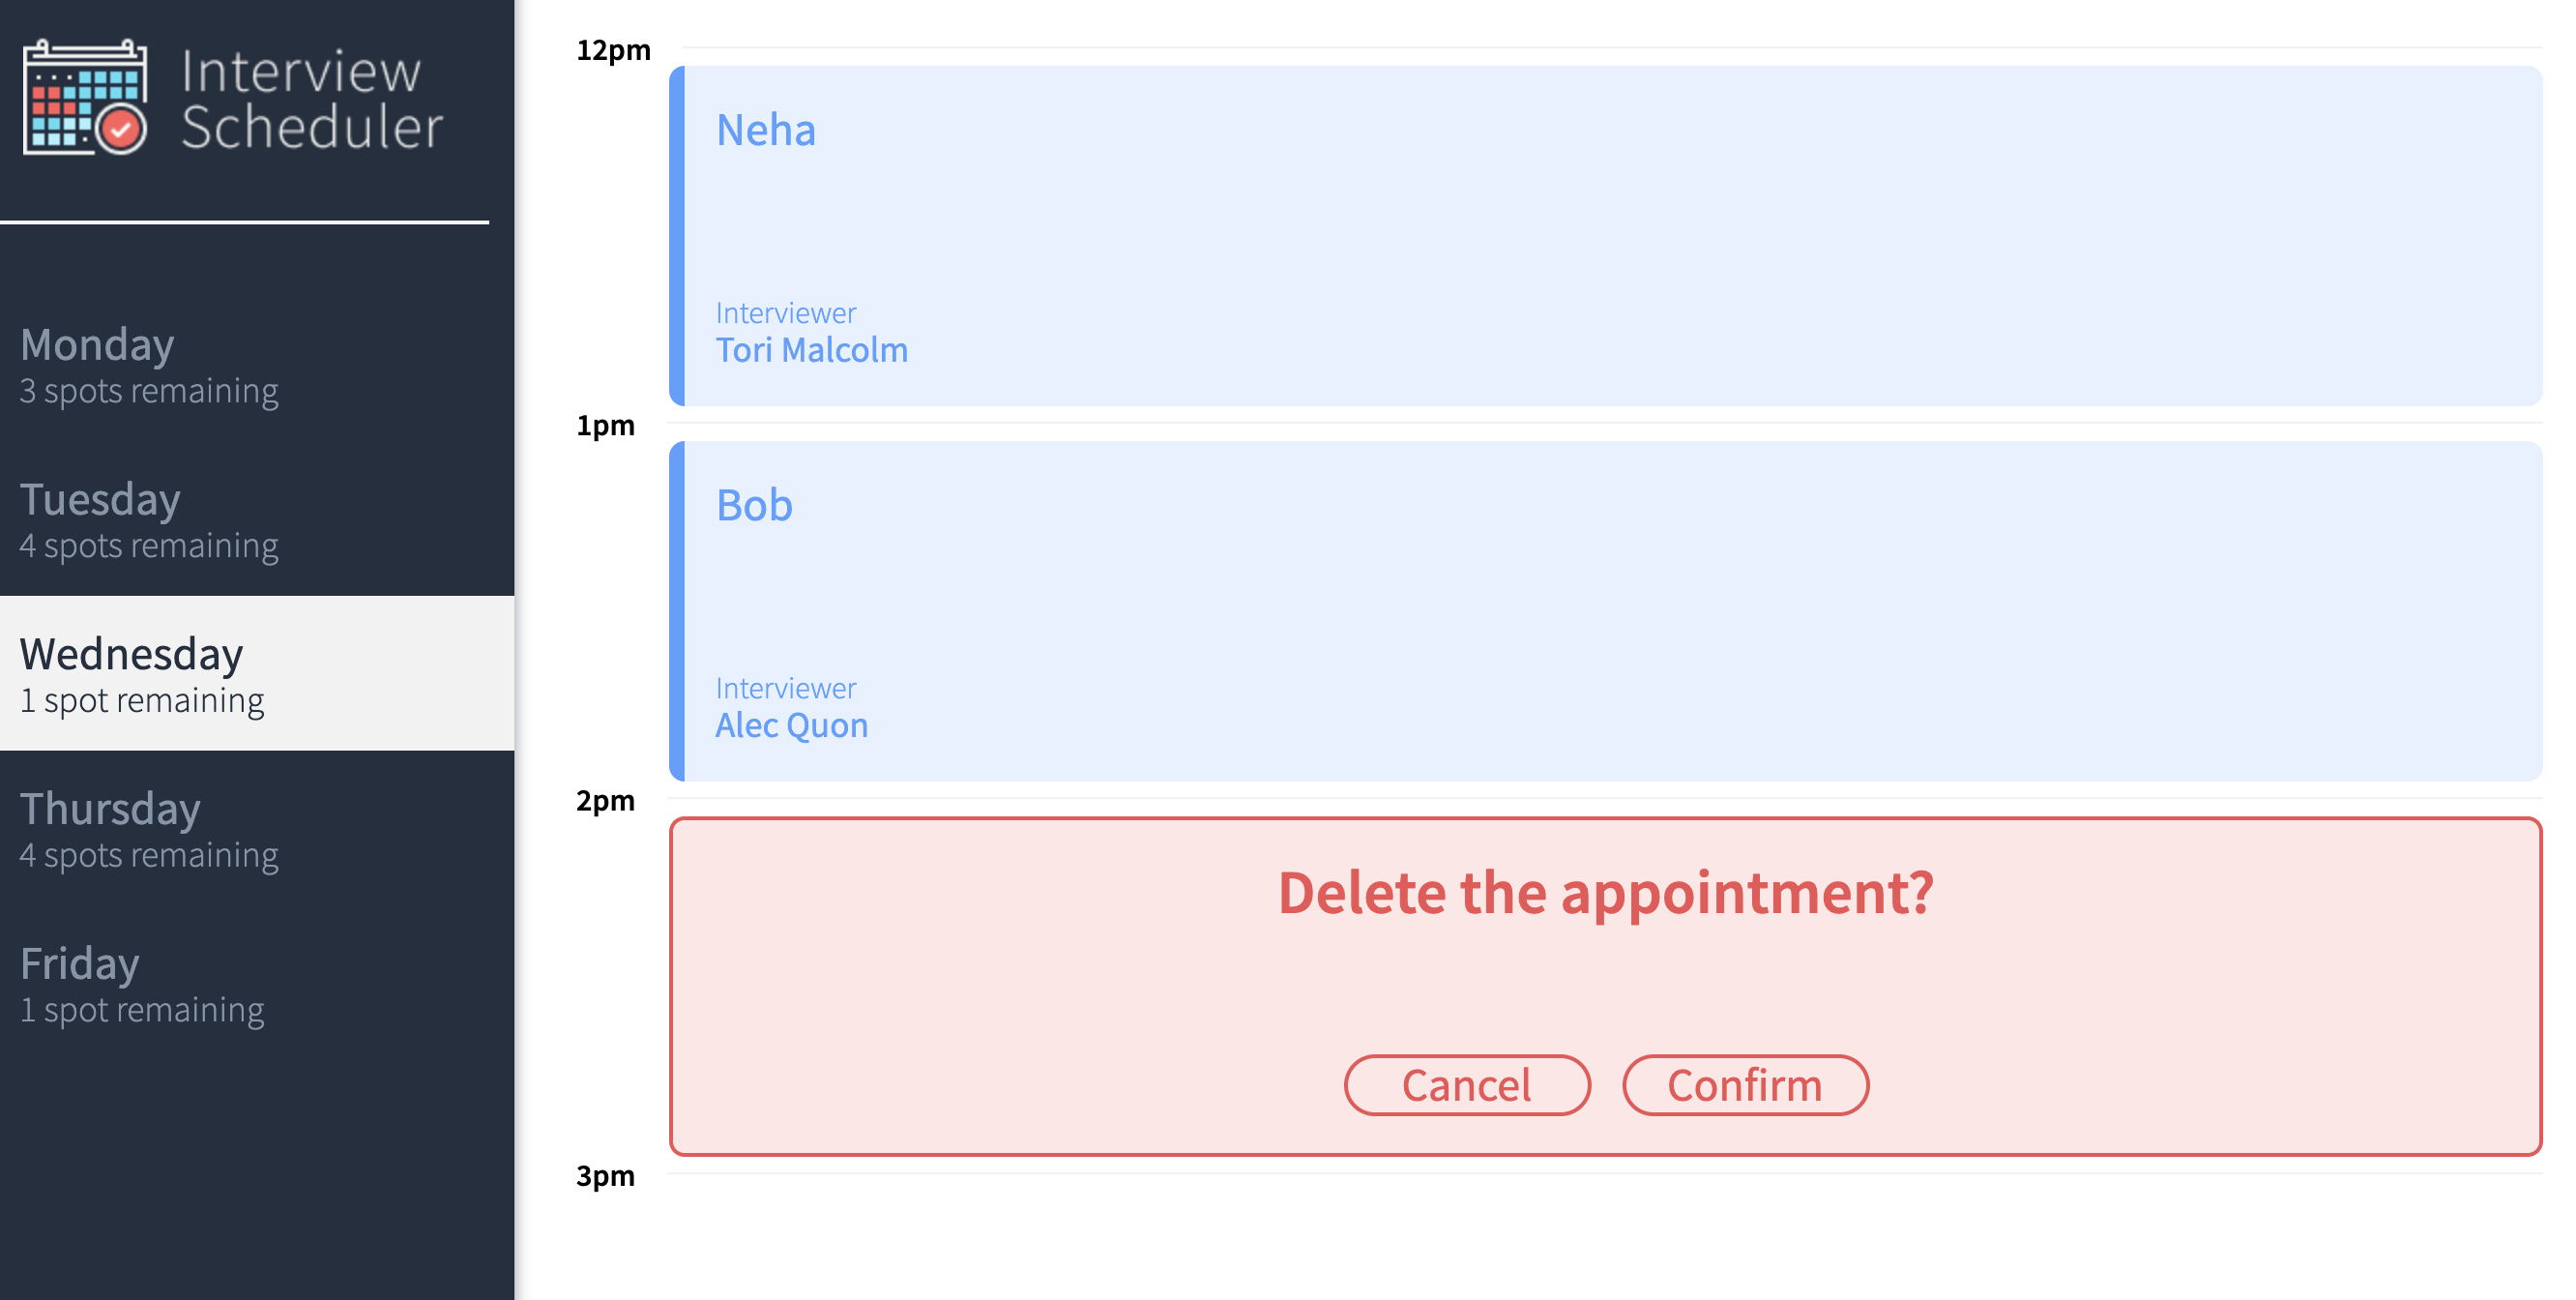 Interview
Scheduler
Monday
3 spots remaining
Tuesday
4 spots remaining
Wednesday
1 spot remaining
Thursday
4 spots remaining
Friday
1 spot remaining
12pm
Neha
Interviewer
Tori Malcolm
1pm
Bob
Interviewer
Alec Quon
2pm
Delete the appointment?
Cancel Confirm
3pm